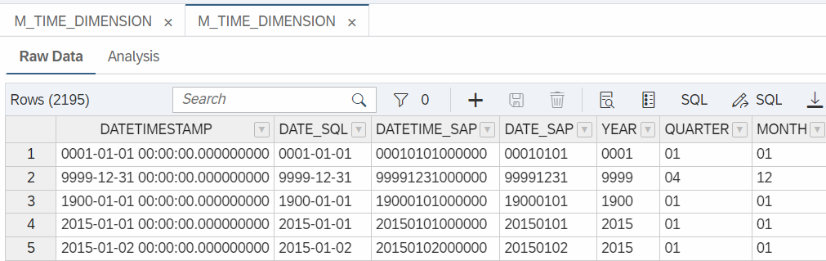 M_TIME_DIMENSION × M_TIME_DIMENSION ×
Raw Data Analysis
Rows (2195) Search 0 SQL SQL
DATETIMESTAMP DATE_SQL DATETIME_SAP DATE_SAP YEAR QUARTER MONTH
1 0001-01-01 00:00:00.000000000 0001-01-01 00010101000000 00010101 0001 01 01
2 9999-12-31 00:00:00.000000000 9999-12-31 99991231000000 99991231 9999 04 12
3 1900-01-01 00:00:00.000000000 1900-01-01 19000101000000 19000101 1900 01 01
4 2015-01-01 00:00:00.000000000 2015-01-01 20150101000000 20150101 2015 01 01
5 2015-01-02 00:00:00.000000000 2015-01-02 20150102000000 20150102 2015 01 01